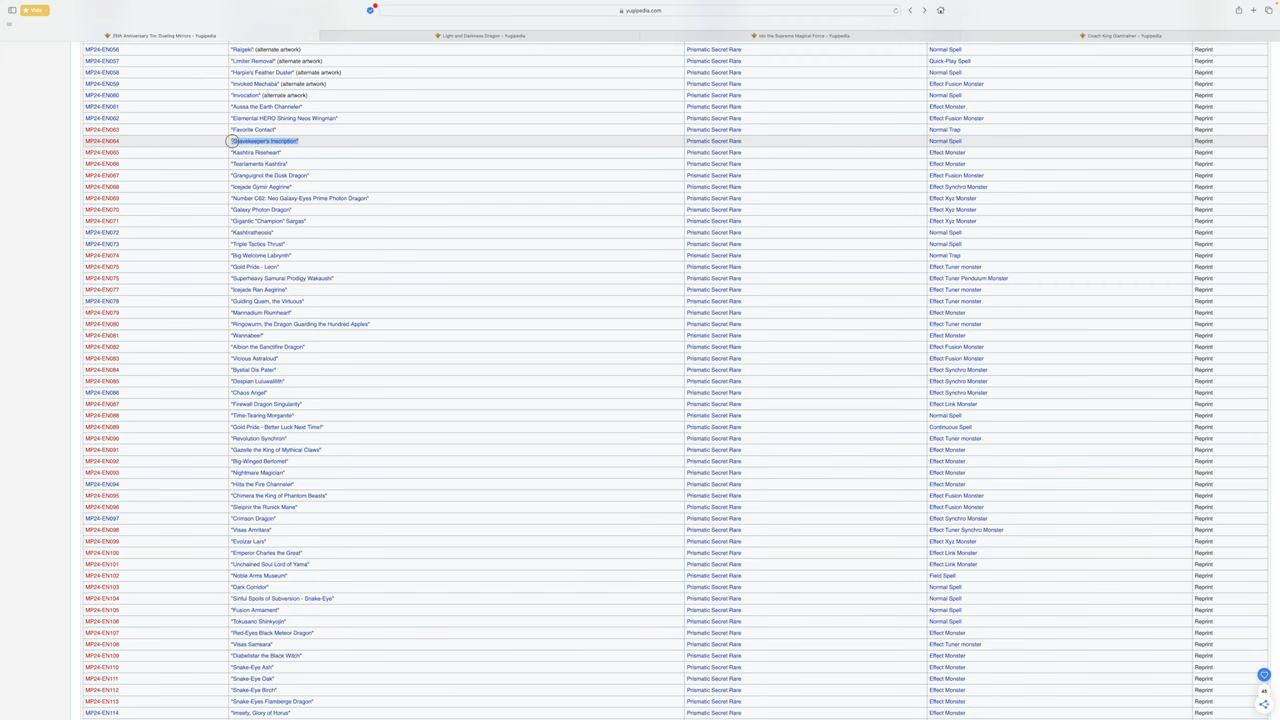 Vids
yugipedia.com
25th Anniversary Tin: Dueling Mirrors - Yugipedia
Light and Darkness Dragon - Yugipedia
Ido the Supreme Magical Force - Yugipedia
Coach King Giantrainer - Yugipedia
MP24-EN056 "Raigeki" (alternate artwork) Prismatic Secret Rare Normal Spell Reprint
MP24-EN057 "Limiter Removal" (alternate artwork) Prismatic Secret Rare Quick-Play Spell Reprint
MP24-EN058 "Harpie's Feather Duster" (alternate artwork) Prismatic Secret Rare Normal Spell Reprint
MP24-EN059 "Invoked Mechaba" (alternate artwork) Prismatic Secret Rare Effect Fusion Monster Reprint
MP24-EN060 "Invocation" (alternate artwork) Prismatic Secret Rare Normal Spell Reprint
MP24-EN061 "Aussa the Earth Channeler" Prismatic Secret Rare Effect Monster Reprint
MP24-EN062 "Elemental HERO Shining Neos Wingman" Prismatic Secret Rare Effect Fusion Monster Reprint
MP24-EN063 "Favorite Contact" Prismatic Secret Rare Normal Trap Reprint
MP24-EN064 "Gravekeeper's Inscription" Prismatic Secret Rare Normal Spell Reprint
MP24-EN065 "Kashtira Riseheart" Prismatic Secret Rare Effect Monster Reprint
MP24-EN066 "Tearlaments Kashtira" Prismatic Secret Rare Effect Monster Reprint
MP24-EN067 "Granguignol the Dusk Dragon" Prismatic Secret Rare Effect Fusion Monster Reprint
MP24-EN068 "Icejade Gymir Aegirine" Prismatic Secret Rare Effect Synchro Monster Reprint
MP24-EN069 "Number C62: Neo Galaxy-Eyes Prime Photon Dragon" Prismatic Secret Rare Effect Xyz Monster Reprint
MP24-EN070 "Galaxy Photon Dragon" Prismatic Secret Rare Effect Xyz Monster Reprint
MP24-EN071 "Gigantic "Champion" Sargas" Prismatic Secret Rare Effect Xyz Monster Reprint
MP24-EN072 "Kashtiratheosis" Prismatic Secret Rare Normal Spell Reprint
MP24-EN073 "Triple Tactics Thrust" Prismatic Secret Rare Normal Spell Reprint
MP24-EN074 "Big Welcome Labrynth" Prismatic Secret Rare Normal Trap Reprint
MP24-EN075 "Gold Pride - Leon" Prismatic Secret Rare Effect Tuner monster Reprint
MP24-EN075 "Superheavy Samurai Prodigy Wakaushi" Prismatic Secret Rare Effect Tuner Pendulum Monster Reprint
MP24-EN077 "Icejade Ran Aegirine" Prismatic Secret Rare Effect Tuner monster Reprint
MP24-EN078 "Guiding Quem, the Virtuous" Prismatic Secret Rare Effect Tuner monster Reprint
MP24-EN079 "Mannadium Riumheart" Prismatic Secret Rare Effect Monster Reprint
MP24-EN080 "Ringowurm, the Dragon Guarding the Hundred Apples" Prismatic Secret Rare Effect Tuner monster Reprint
MP24-EN081 "Wannabee!" Prismatic Secret Rare Effect Monster Reprint
MP24-EN082 "Albion the Sanctifire Dragon" Prismatic Secret Rare Effect Fusion Monster Reprint
MP24-EN083 "Vicious Astraloud" Prismatic Secret Rare Effect Fusion Monster Reprint
MP24-EN084 "Bystial Dis Pater" Prismatic Secret Rare Effect Synchro Monster Reprint
MP24-EN085 "Despian Luluwalilith" Prismatic Secret Rare Effect Synchro Monster Reprint
MP24-EN086 "Chaos Angel" Prismatic Secret Rare Effect Synchro Monster Reprint
MP24-EN087 "Firewall Dragon Singularity" Prismatic Secret Rare Effect Link Monster Reprint
MP24-EN088 "Time-Tearing Morganite" Prismatic Secret Rare Normal Spell Reprint
MP24-EN089 "Gold Pride - Better Luck Next Time!" Prismatic Secret Rare Continuous Spell Reprint
MP24-EN090 "Revolution Synchron" Prismatic Secret Rare Effect Tuner monster Reprint
MP24-EN091 "Gazelle the King of Mythical Claws" Prismatic Secret Rare Effect Monster Reprint
MP24-EN092 "Big-Winged Berfomet" Prismatic Secret Rare Effect Monster Reprint
MP24-EN093 "Nightmare Magician" Prismatic Secret Rare Effect Monster Reprint
MP24-EN094 "Hiita the Fire Channeler" Prismatic Secret Rare Effect Monster Reprint
MP24-EN095 "Chimera the King of Phantom Beasts" Prismatic Secret Rare Effect Fusion Monster Reprint
MP24-EN096 "Sleipnir the Runick Mane" Prismatic Secret Rare Effect Fusion Monster Reprint
MP24-EN097 "Crimson Dragon" Prismatic Secret Rare Effect Synchro Monster Reprint
MP24-EN098 "Visas Amritara" Prismatic Secret Rare Effect Tuner Synchro Monster Reprint
MP24-EN099 "Evolzar Lars" Prismatic Secret Rare Effect Xyz Monster Reprint
MP24-EN100 "Emperor Charles the Great" Prismatic Secret Rare Effect Link Monster Reprint
MP24-EN101 "Unchained Soul Lord of Yama" Prismatic Secret Rare Effect Link Monster Reprint
MP24-EN102 "Noble Arms Museum" Prismatic Secret Rare Field Spell Reprint
MP24-EN103 "Dark Corridor" Prismatic Secret Rare Normal Spell Reprint
MP24-EN104 "Sinful Spoils of Subversion - Snake-Eye" Prismatic Secret Rare Normal Spell Reprint
MP24-EN105 "Fusion Armament" Prismatic Secret Rare Normal Spell Reprint
MP24-EN106 "Tokusano Shinkyojin" Prismatic Secret Rare Normal Spell Reprint
MP24-EN107 "Red-Eyes Black Meteor Dragon" Prismatic Secret Rare Effect Monster Reprint
MP24-EN108 "Visas Samsara" Prismatic Secret Rare Effect Tuner monster Reprint
MP24-EN109 "Diabellstar the Black Witch" Prismatic Secret Rare Effect Monster Reprint
MP24-EN110 "Snake-Eye Ash" Prismatic Secret Rare Effect Monster Reprint
MP24-EN111 "Snake-Eye Oak" Prismatic Secret Rare Effect Monster Reprint
MP24-EN112 "Snake-Eye Birch" Prismatic Secret Rare Effect Monster Reprint
MP24-EN113 "Snake-Eyes Flamberge Dragon" Prismatic Secret Rare Effect Monster Reprint
MP24-EN114 "Imsety, Glory of Horus" Prismatic Secret Rare Effect Monster Reprint
45